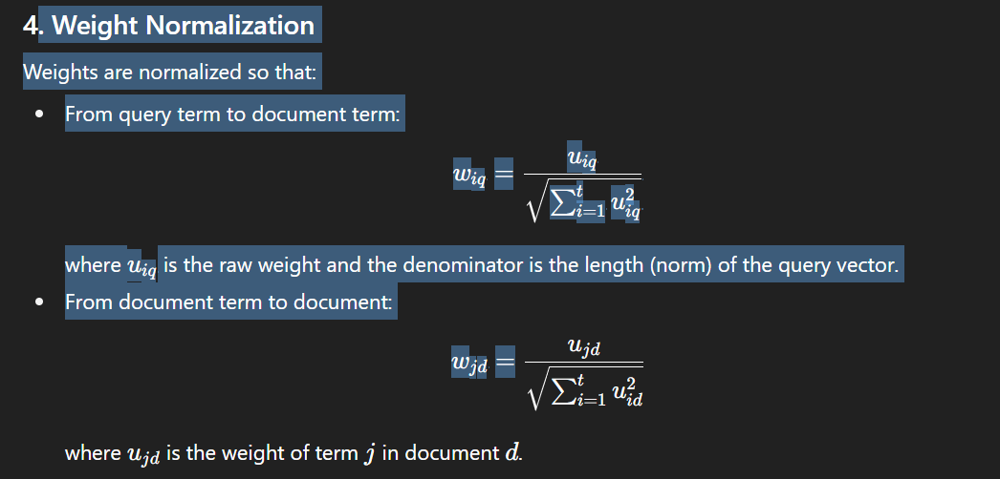 4. Weight Normalization
Weights are normalized so that:
• From query term to document term:
$w_{iq} = \frac{u_{iq}}{\sqrt{\sum_{i=1}^{t} u_{iq}^{2}}}$
where $u_{iq}$ is the raw weight and the denominator is the length (norm) of the query vector.
• From document term to document:
$w_{jd} = \frac{u_{jd}}{\sqrt{\sum_{i=1}^{t} u_{id}^{2}}}$
where $u_{jd}$ is the weight of term $j$ in document $d$.